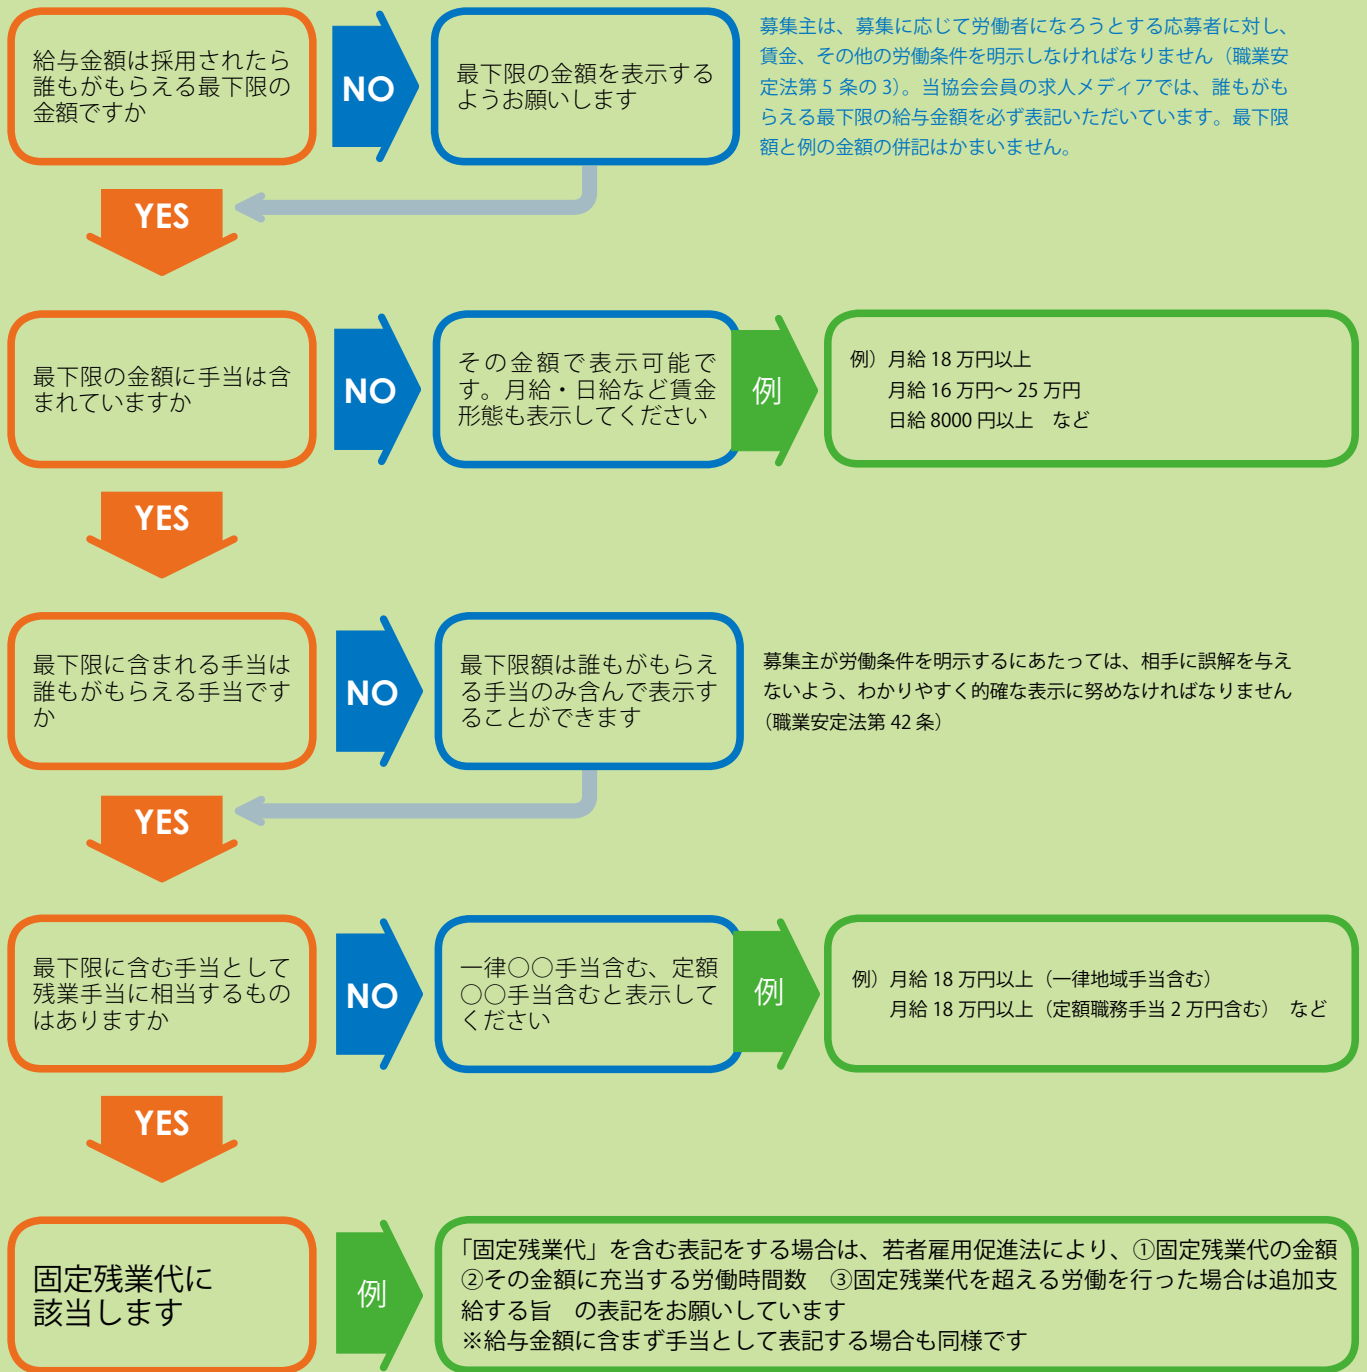 給与金額は採用されたら
誰もがもらえる最下限の
金額ですか
NO
最下限の金額を表示する
ようお願いします
募集主は、募集に応じて労働者になろうとする応募者に対し、
賃金、その他の労働条件を明示しなければなりません（職業安
定法第 5 条の 3）。当協会会員の求人メディアでは、誰もがも
らえる最下限の給与金額を必ず表記いただいています。最下限
額と例の金額の併記はかまいません。
YES
最下限の金額に手当は含
まれていますか
NO
その金額で表示可能で
す。月給・日給など賃金
形態も表示してください
例
例）月給 18 万円以上
月給 16 万円〜 25 万円
日給 8000 円以上　など
YES
最下限に含まれる手当は
誰もがもらえる手当です
か
NO
最下限額は誰もがもらえ
る手当のみ含んで表示す
ることができます
募集主が労働条件を明示するにあたっては、相手に誤解を与え
ないよう、わかりやすく的確な表示に努めなければなりません
（職業安定法第 42 条）
YES
最下限に含む手当として
残業手当に相当するもの
はありますか
NO
一律○○手当含む、定額
○○手当含むと表示して
ください
例
例）月給 18 万円以上（一律地域手当含む）
月給 18 万円以上（定額職務手当 2 万円含む）　など
YES
固定残業代に
該当します
例
「固定残業代」を含む表記をする場合は、若者雇用促進法により、①固定残業代の金額
②その金額に充当する労働時間数　③固定残業代を超える労働を行った場合は追加支
給する旨　の表記をお願いしています
※給与金額に含まず手当として表記する場合も同様です